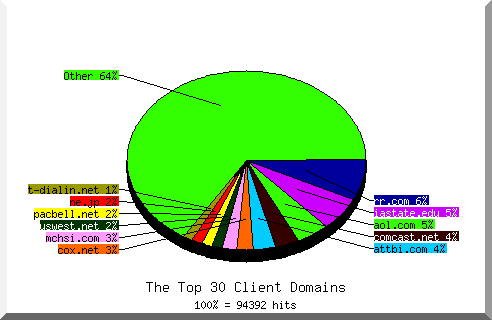 Other 64%
t-dialin.net 1%
ne.jp 2%
pacbell.net 2%
uswest.net 2%
mchsi.com 3%
cox.net 3%
rr.com 6%
iastate.edu 5%
aol.com 5%
comcast.net 4%
attbi.com 4%
The Top 30 Client Domains
100% = 94392 hits